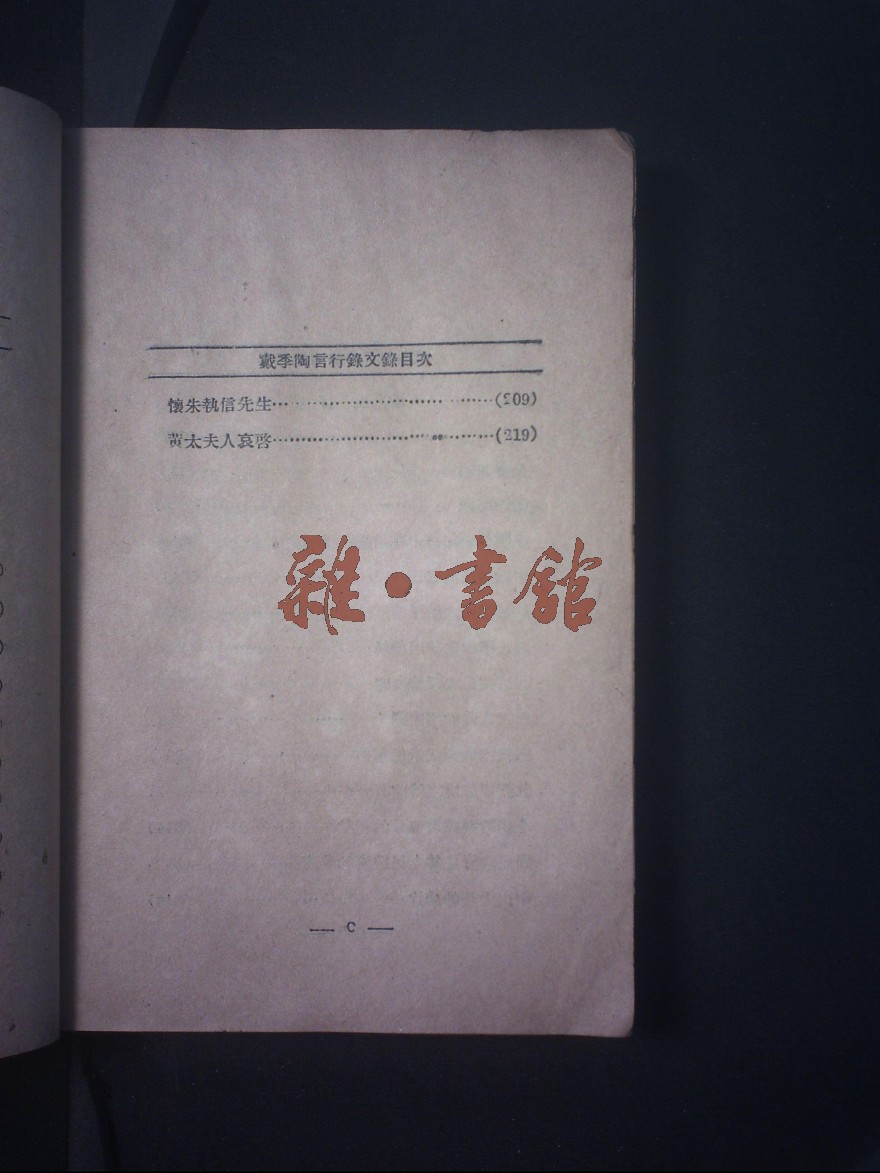 戴季陶言行錄文錄目次
懷朱執信先生…………………………(209)
黃太夫人哀啓…………………………(219)
雜·書館
— C —